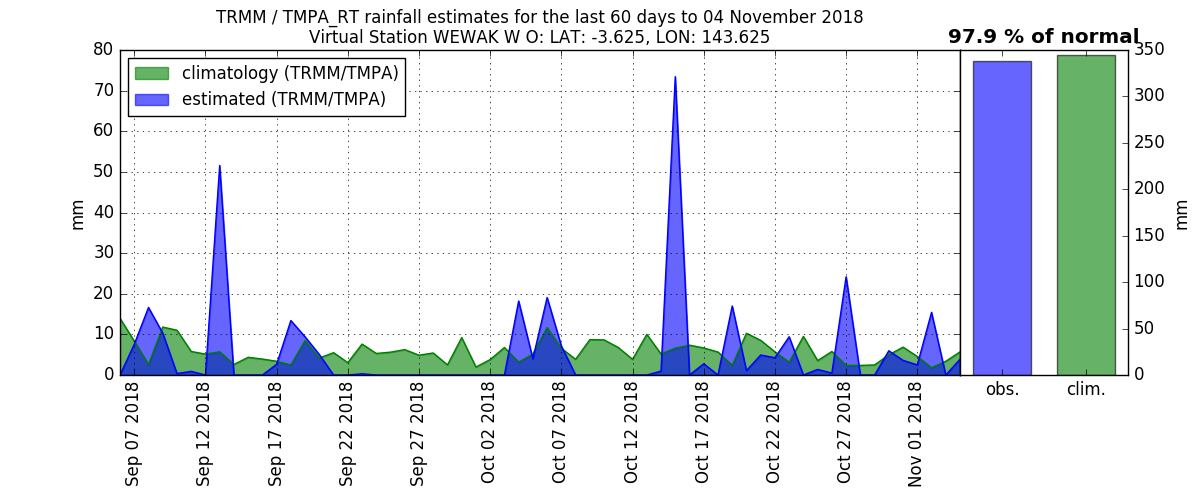 TRMM / TMPA_RT rainfall estimates for the last 60 days to 04 November 2018
Virtual Station WEWAK W O: LAT: -3.625, LON: 143.625
97.9 % of normal
climatology (TRMM/TMPA)
estimated (TRMM/TMPA)
80
70
60
50
40
30
20
10
0
mm
Sep 07 2018
Sep 12 2018
Sep 17 2018
Sep 22 2018
Sep 27 2018
Oct 02 2018
Oct 07 2018
Oct 12 2018
Oct 17 2018
Oct 22 2018
Oct 27 2018
Nov 01 2018
350
300
250
200
150
100
50
0
mm
obs.
clim.